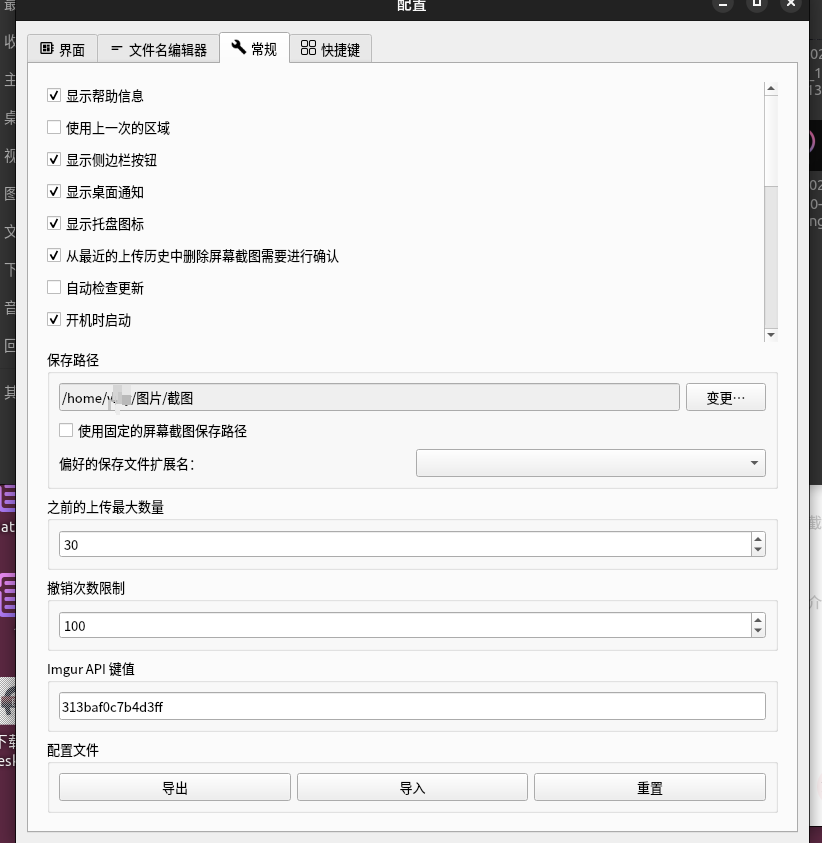 配置
界面
文件名编辑器
常规
快捷键
显示帮助信息
使用上一次的区域
显示侧边栏按钮
显示桌面通知
显示托盘图标
从最近的上传历史中删除屏幕截图需要进行确认
自动检查更新
开机时启动
保存路径
/home/ /图片/截图
变更…
使用固定的屏幕截图保存路径
偏好的保存文件扩展名：
之前的上传最大数量
30
撤销次数限制
100
Imgur API 键值
313baf0c7b4d3ff
配置文件
导出
导入
重置